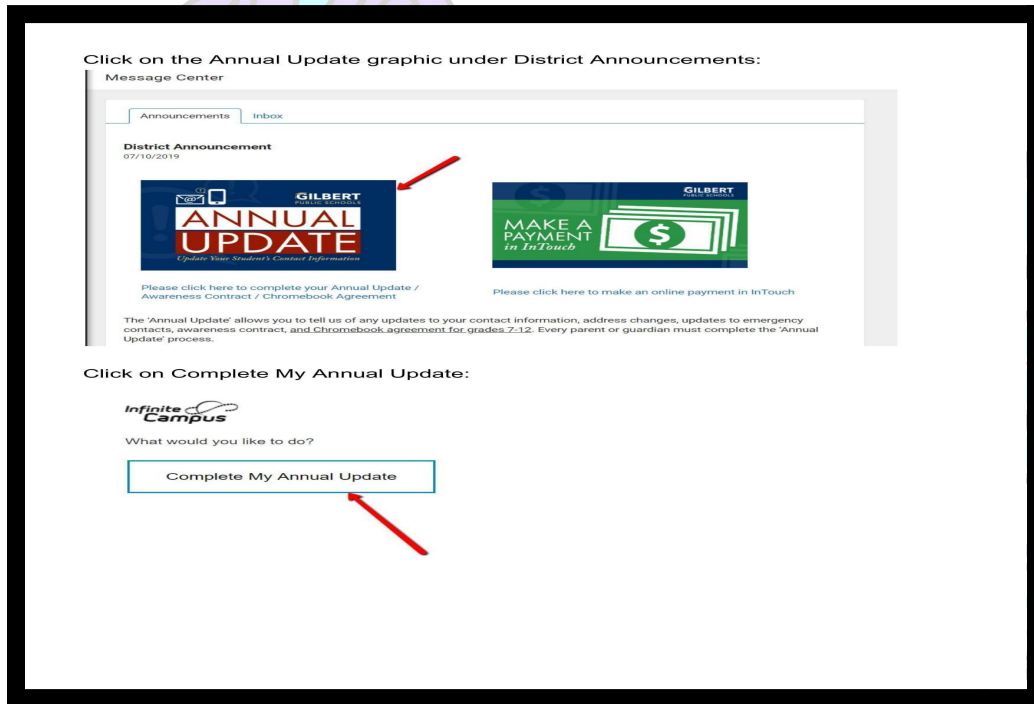 Click on the Annual Update graphic under District Announcements:
Message Center
Announcements Inbox
District Announcement
07/10/2019
GILBERT
PUBLIC SCHOOLS
ANNUAL
UPDATE
Update Your Student's Contact Information
GILBERT
PUBLIC SCHOOLS
MAKE A
PAYMENT
in InTouch
Please click here to complete your Annual Update /
Awareness Contract / Chromebook Agreement
Please click here to make an online payment in InTouch
The 'Annual Update' allows you to tell us of any updates to your contact information, address changes, updates to emergency
contacts, awareness contract, and Chromebook agreement for grades 7-12. Every parent or guardian must complete the 'Annual
Update' process.
Click on Complete My Annual Update:
Infinite
Campus
What would you like to do?
Complete My Annual Update